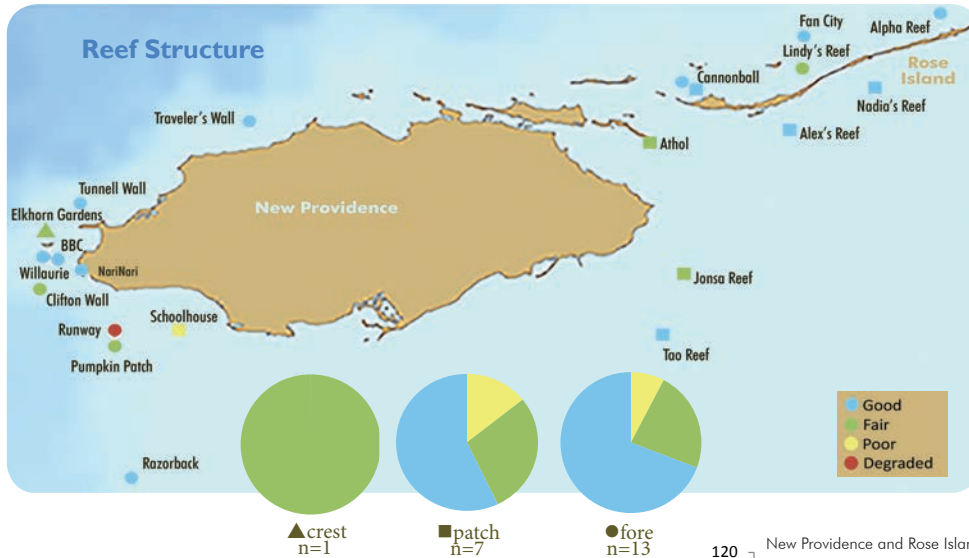 Reef Structure
Fan City
Alpha Reef
Lindy's Reef
Rose
Island
Cannonball
Nadia's Reef
Traveler's Wall
Alex's Reef
Athol
Tunnell Wall
New Providence
Elkhorn Gardens
BBC
Willaurie
NariNari
Jonsa Reef
Clifton Wall
Schoolhouse
Runway
Tao Reef
Pumpkin Patch
Good
Fair
Poor
Degraded
Razorback
crest
n=1
patch
n=7
fore
n=13
120
New Providence and Rose Islan